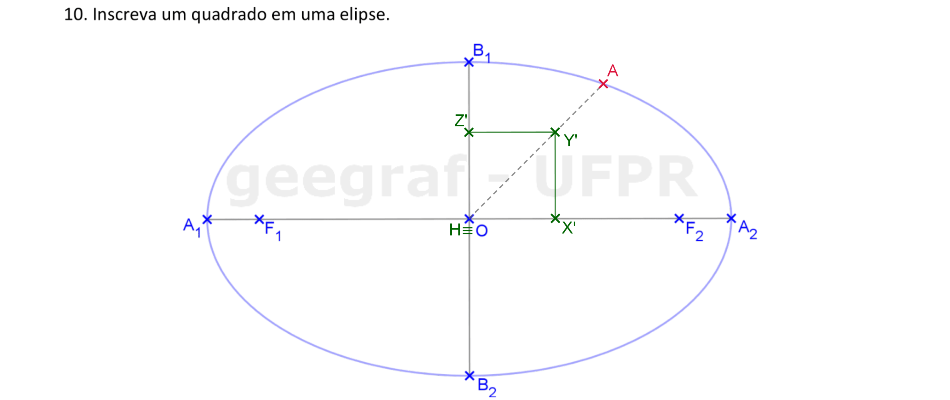 10. Inscreva um quadrado em uma elipse.
B1
A
Z'
Y'
geegraf - UFPR
A1
F1
H≡O
X'
F2
A2
B2